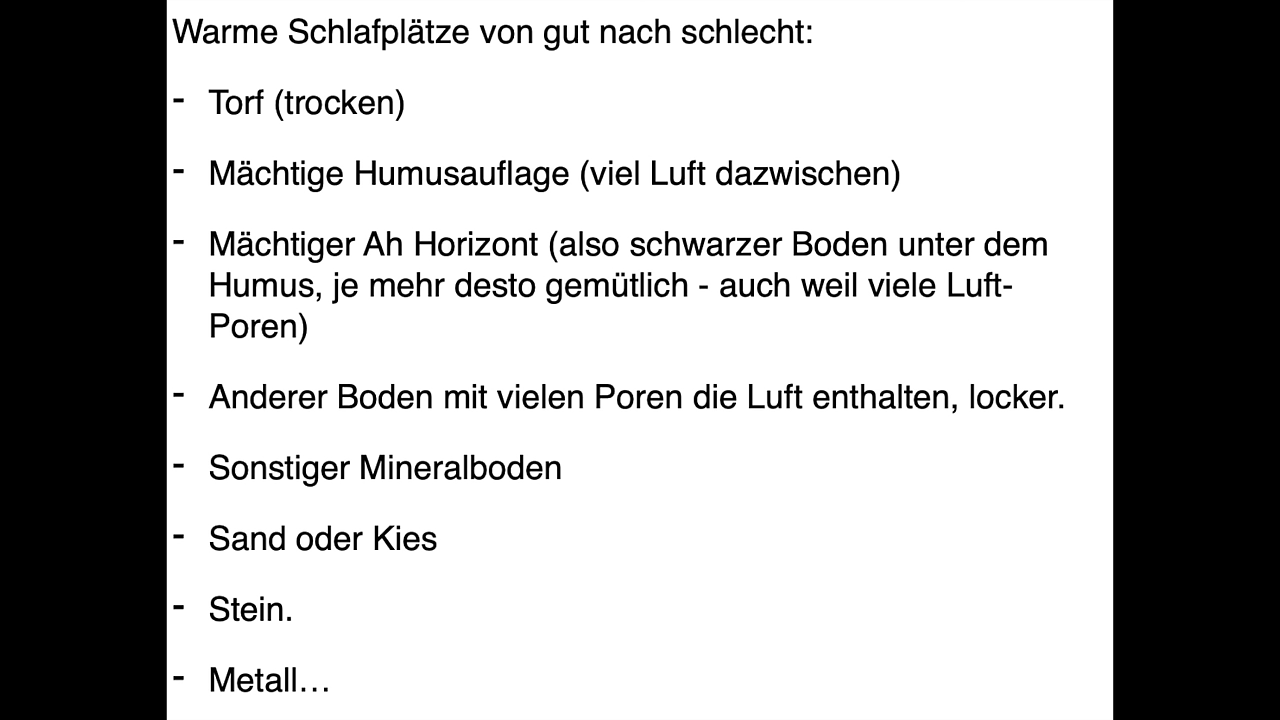 Warme Schlafplätze von gut nach schlecht:
- Torf (trocken)
- Mächtige Humusauflage (viel Luft dazwischen)
- Mächtiger Ah Horizont (also schwarzer Boden unter dem
Humus, je mehr desto gemütlich - auch weil viele Luft-
Poren)
- Anderer Boden mit vielen Poren die Luft enthalten, locker.
- Sonstiger Mineralboden
- Sand oder Kies
- Stein.
- Metall…